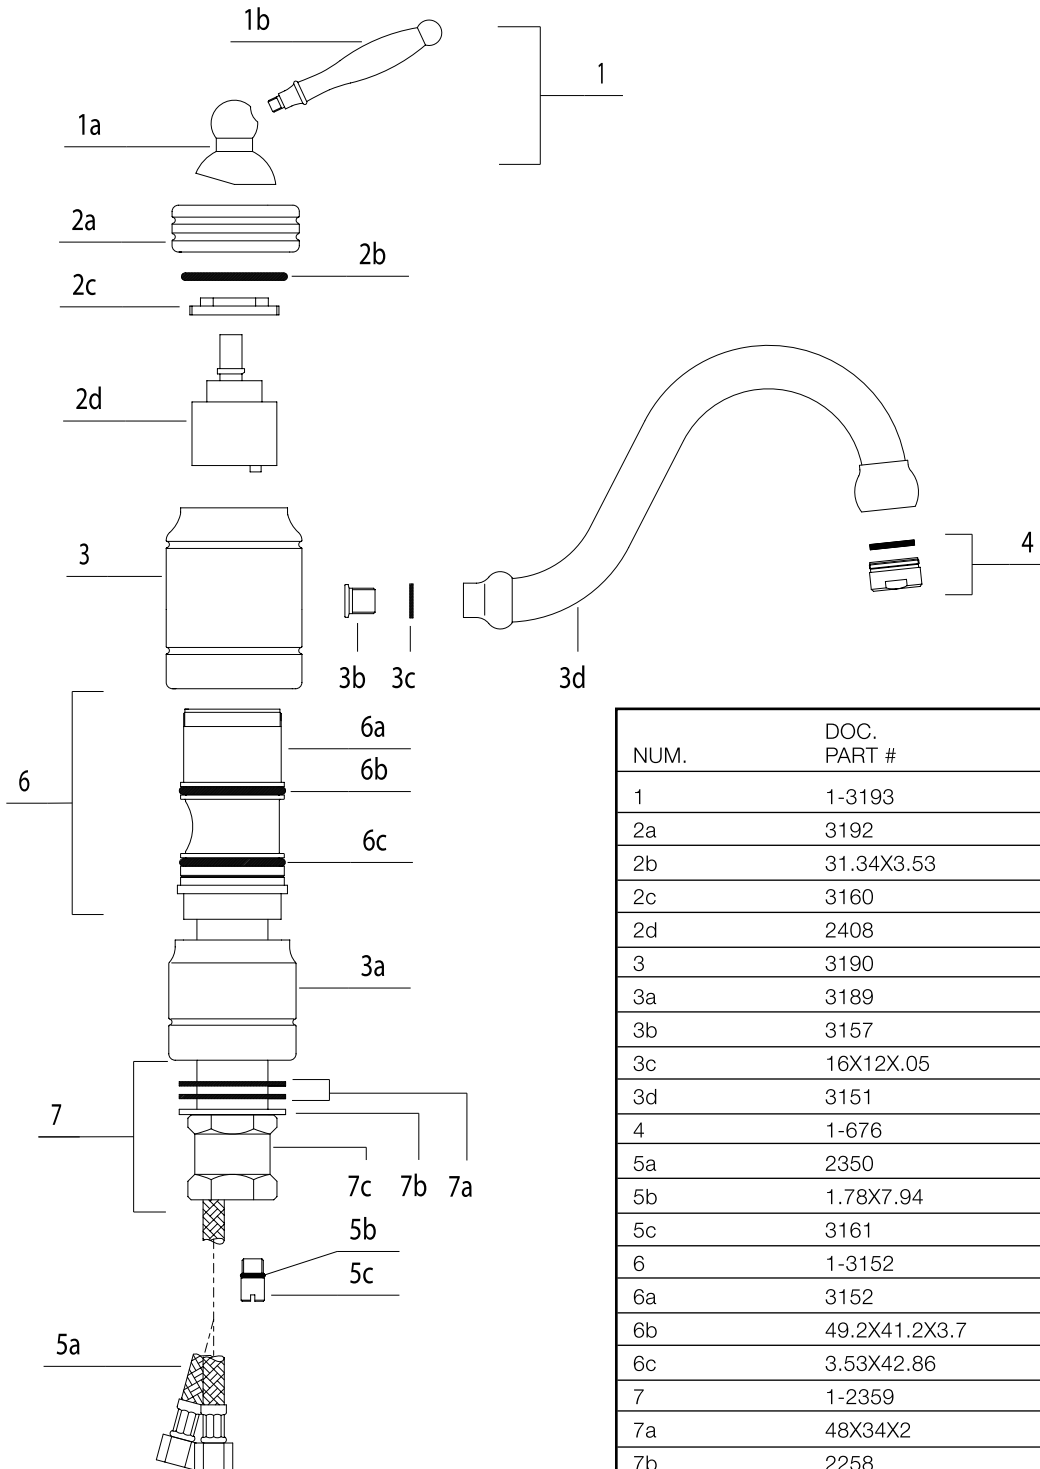 1b
1
1a
2a
2b
2c
2d
3
4
3b 3c 3d
6a
6
6b
6c
3a
7
7c 7b 7a
5b
5c
5a
NUM. DOC. PART #
1 1-3193
2a 3192
2b 31.34X3.53
2c 3160
2d 2408
3 3190
3a 3189
3b 3157
3c 16X12X.05
3d 3151
4 1-676
5a 2350
5b 1.78X7.94
5c 3161
6 1-3152
6a 3152
6b 49.2X41.2X3.7
6c 3.53X42.86
7 1-2359
7a 48X34X2
7b 2258